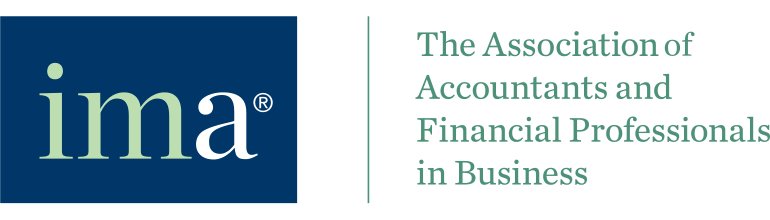 ima®
The Association of
Accountants and
Financial Professionals
in Business